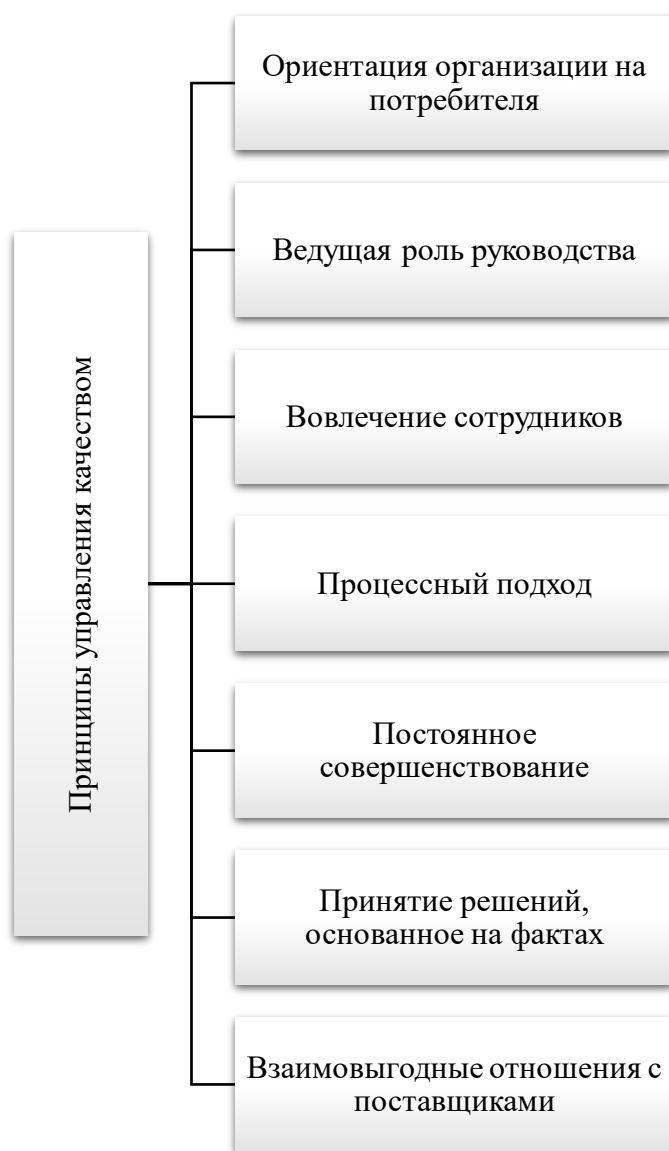 Ориентация организации на
потребителя
Ведущая роль руководства
Вовлечение сотрудников
Принципы управления качеством
Процессный подход
Постоянное
совершенствование
Принятие решений,
основанное на фактах
Взаимовыгодные отношения с
поставщиками